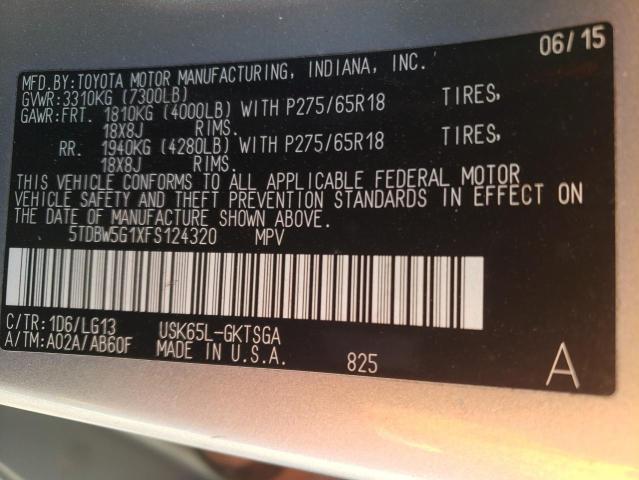 06/15
MFD.BY:TOYOTA MOTOR MANUFACTURING, INDIANA, INC.
GVWR:3310KG (7300LB)
GAWR:FRT. 1810KG (4000LB) WITH P275/65R18 TIRES,
18X8J RIMS.
RR. 1940KG (4280LB) WITH P275/65R18 TIRES,
18X8J RIMS.
THIS VEHICLE CONFORMS TO ALL APPLICABLE FEDERAL MOTOR
VEHICLE SAFETY AND THEFT PREVENTION STANDARDS IN EFFECT ON
THE DATE OF MANUFACTURE SHOWN ABOVE.
5TDBW5G1XFS124320 MPV
C/TR:1D6/LG13 USK65L-GKTSGA
A/TM:A02A/AB60F MADE IN U.S.A. 825 A